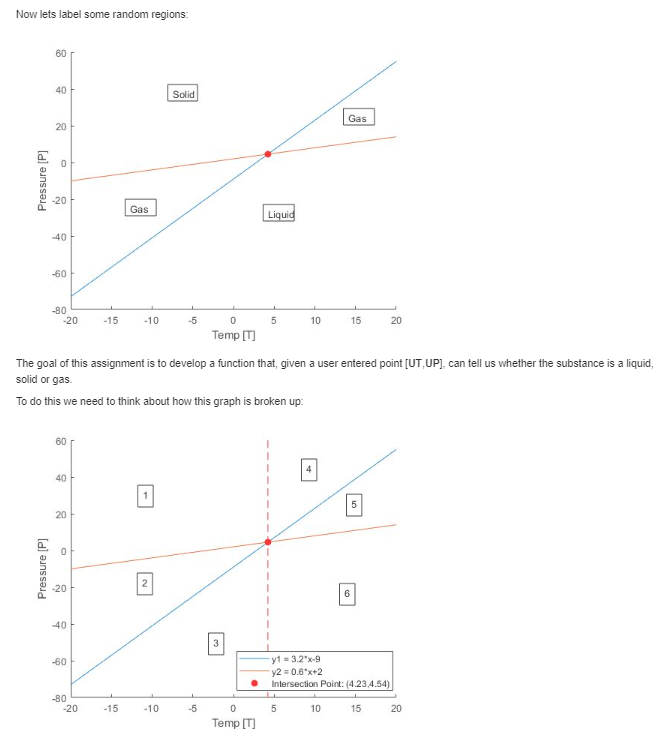 Now lets label some random regions:
60
40
20
0
-20
-40
-60
-80
Pressure [P]
Solid
Gas
Gas
Liquid
-20 -15 -10 -5 0 5 10 15 20
Temp [T]
The goal of this assignment is to develop a function that, given a user entered point [UT,UP], can tell us whether the substance is a liquid,
solid or gas.
To do this we need to think about how this graph is broken up:
60
40
20
0
-20
-40
-60
-80
Pressure [P]
4
1
5
2
6
3
y1 = 3.2*x-9
y2 = 0.6*x+2
Intersection Point: (4.23,4.54)
-20 -15 -10 -5 0 5 10 15 20
Temp [T]